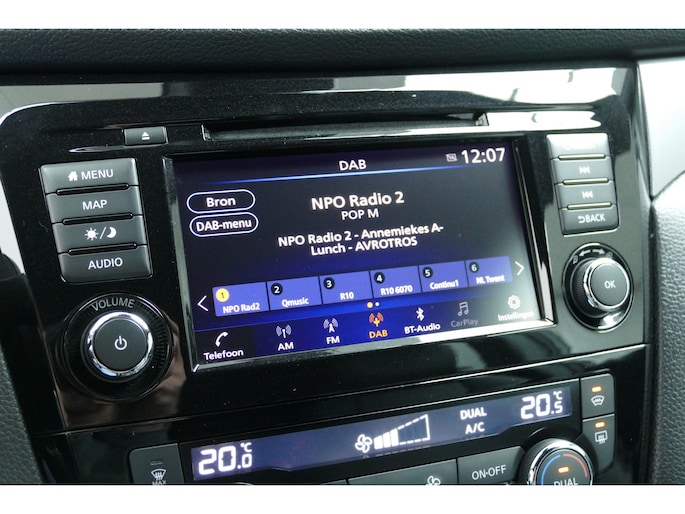 DAB
12:07
MENU
MAP
AUDIO
VOLUME
Bron
DAB-menu
NPO Radio 2
POP M
NPO Radio 2 - Annemiekes A-
Lunch - AVROTROS
1 NPO Rad2
2 Qmusic
3 R10
4 R10 6070
5 Continu1
6 NL Twent
Telefoon
AM
FM
DAB
BT-Audio
CarPlay
Instellingen
BACK
OK
20.0 °C
DUAL
A/C
20.5 °C
MAX
ON·OFF
DUAL